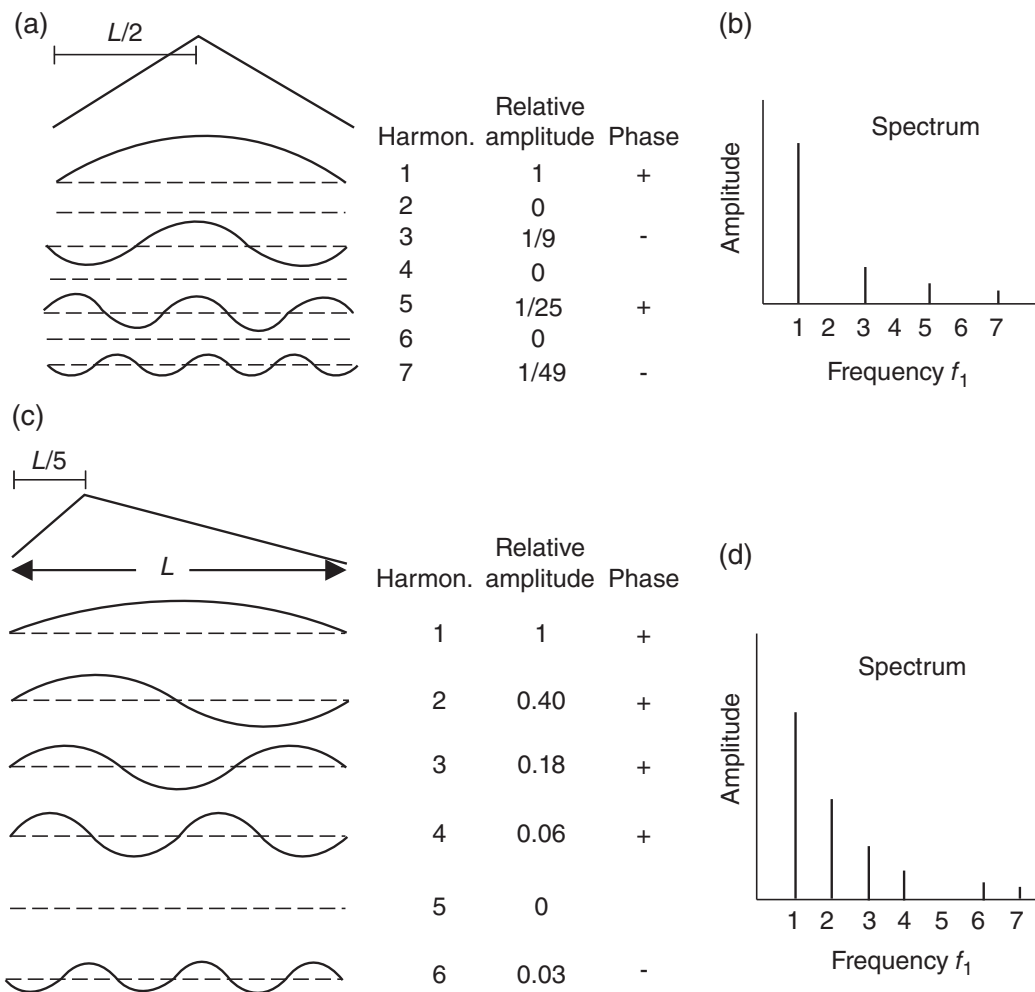 (a)
L/2
Relative
Harmon. amplitude Phase
1 1 +
2 0
3 1/9 -
4 0
5 1/25 +
6 0
7 1/49 -
(b)
Spectrum
Amplitude
1 2 3 4 5 6 7
Frequency f1
(c)
L/5
L
Relative
Harmon. amplitude Phase
1 1 +
2 0.40 +
3 0.18 +
4 0.06 +
5 0
6 0.03 -
(d)
Spectrum
Amplitude
1 2 3 4 5 6 7
Frequency f1